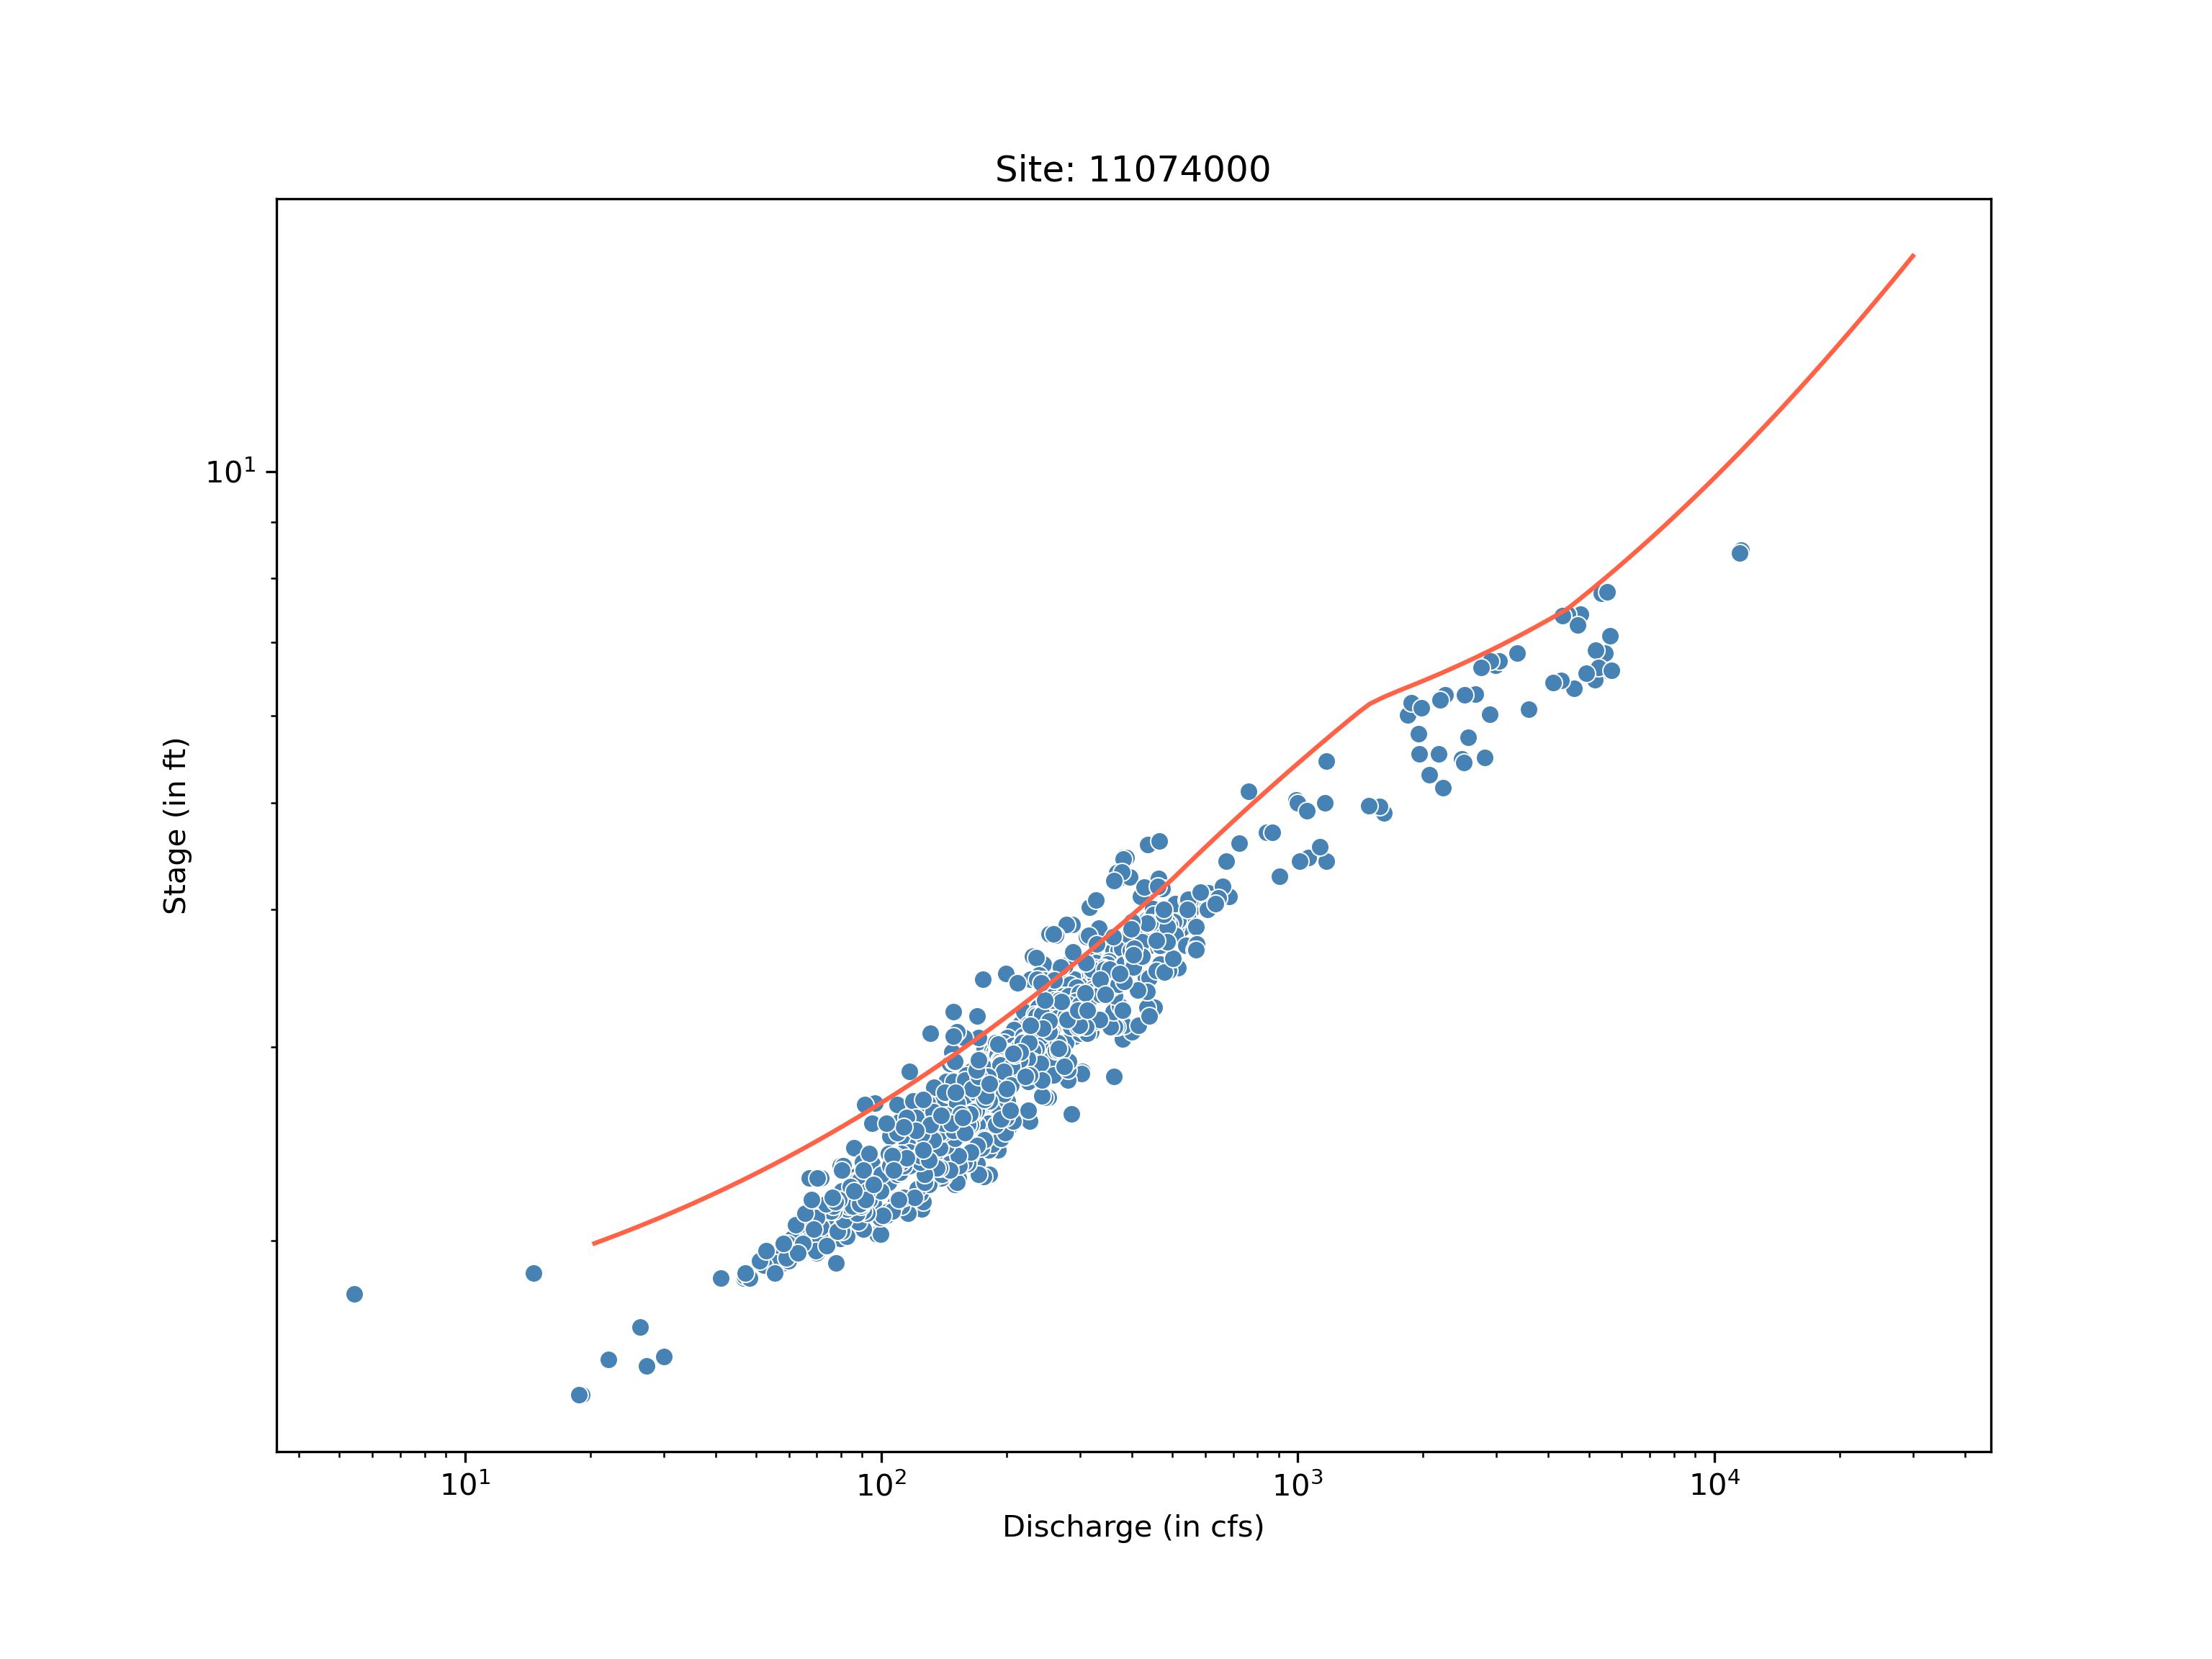 Site: 11074000
10¹
Stage (in ft)
10¹ 10² 10³ 10⁴
Discharge (in cfs)